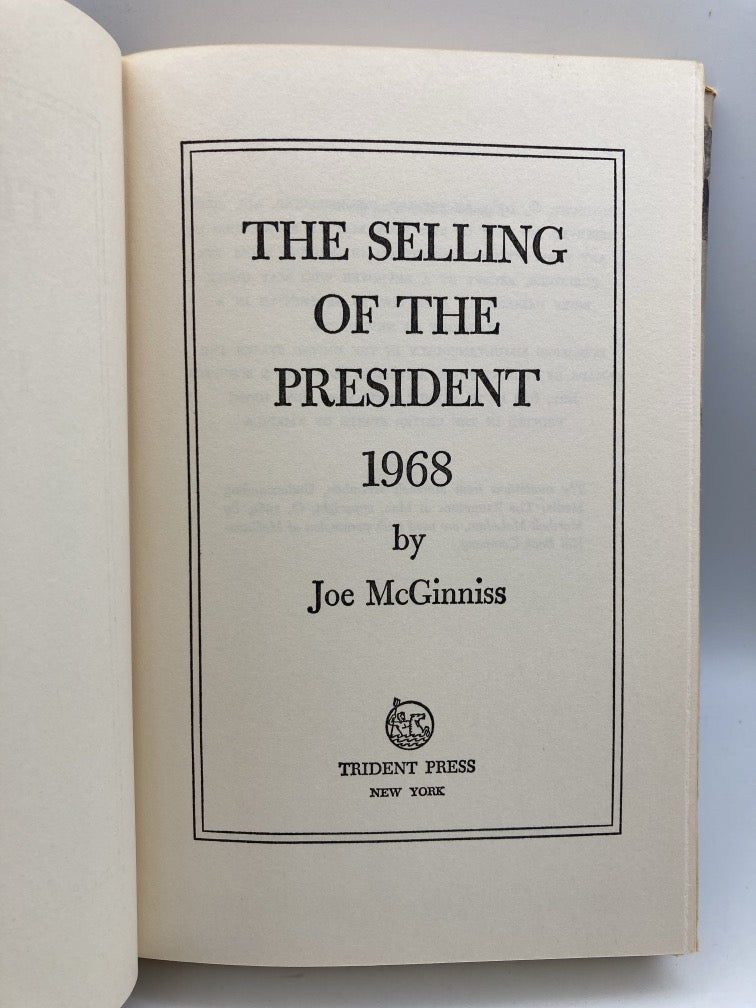 THE SELLING
OF THE
PRESIDENT
1968
by
Joe McGinniss
TRIDENT PRESS
NEW YORK